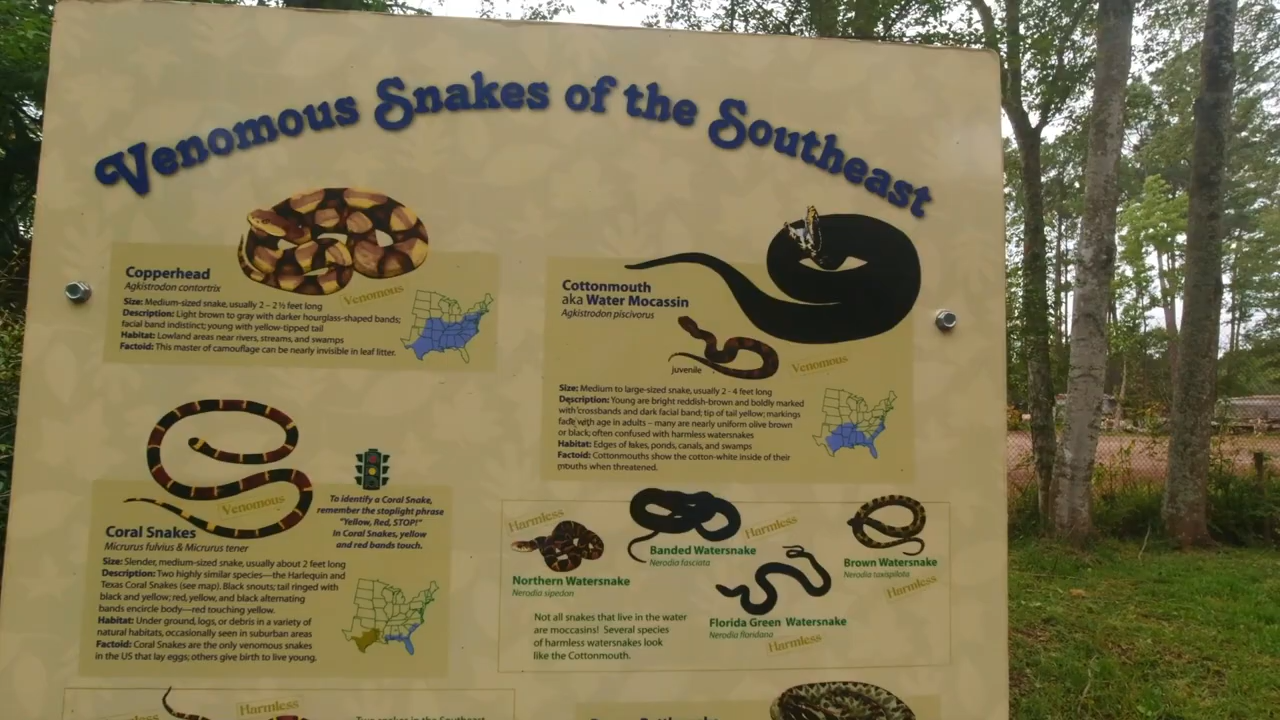 Venomous Snakes of the Southeast
Copperhead
Agkistrodon contortrix
Venomous
Size: Medium-sized snake, usually 2 – 2 ½ feet long
Description: Light brown to gray with darker hourglass-shaped bands;
facial band indistinct; young with yellow-tipped tail
Habitat: Lowland areas near rivers, streams, and swamps
Factoid: This master of camouflage can be nearly invisible in leaf litter.
Cottonmouth
aka Water Mocassin
Agkistrodon piscivorus
juvenile
Venomous
Size: Medium to large-sized snake, usually 2 - 4 feet long
Description: Young are bright reddish-brown and boldly marked
with crossbands and dark facial band; tip of tail yellow; markings
fade with age in adults – many are nearly uniform olive brown
or black; often confused with harmless watersnakes
Habitat: Edges of lakes, ponds, canals, and swamps
Factoid: Cottonmouths show the cotton-white inside of their
mouths when threatened.
Venomous
To identify a Coral Snake,
remember the stoplight phrase
"Yellow, Red, STOP!"
In Coral Snakes, yellow
and red bands touch.
Coral Snakes
Micrurus fulvius & Micrurus tener
Size: Slender, medium-sized snake, usually about 2 feet long
Description: Two highly similar species—the Harlequin and
Texas Coral Snakes (see map). Black snouts; tail ringed with
black and yellow; red, yellow, and black alternating
bands encircle body—red touching yellow.
Habitat: Under ground, logs, or debris in a variety of
natural habitats, occasionally seen in suburban areas
Factoid: Coral Snakes are the only venomous snakes
in the US that lay eggs; others give birth to live young.
Harmless
Northern Watersnake
Nerodia sipedon
Harmless
Banded Watersnake
Nerodia fasciata
Brown Watersnake
Nerodia taxispilota
Harmless
Florida Green Watersnake
Nerodia floridana
Harmless
Not all snakes that live in the water
are moccasins! Several species
of harmless watersnakes look
like the Cottonmouth.
Harmless
Two snakes in the Southeast